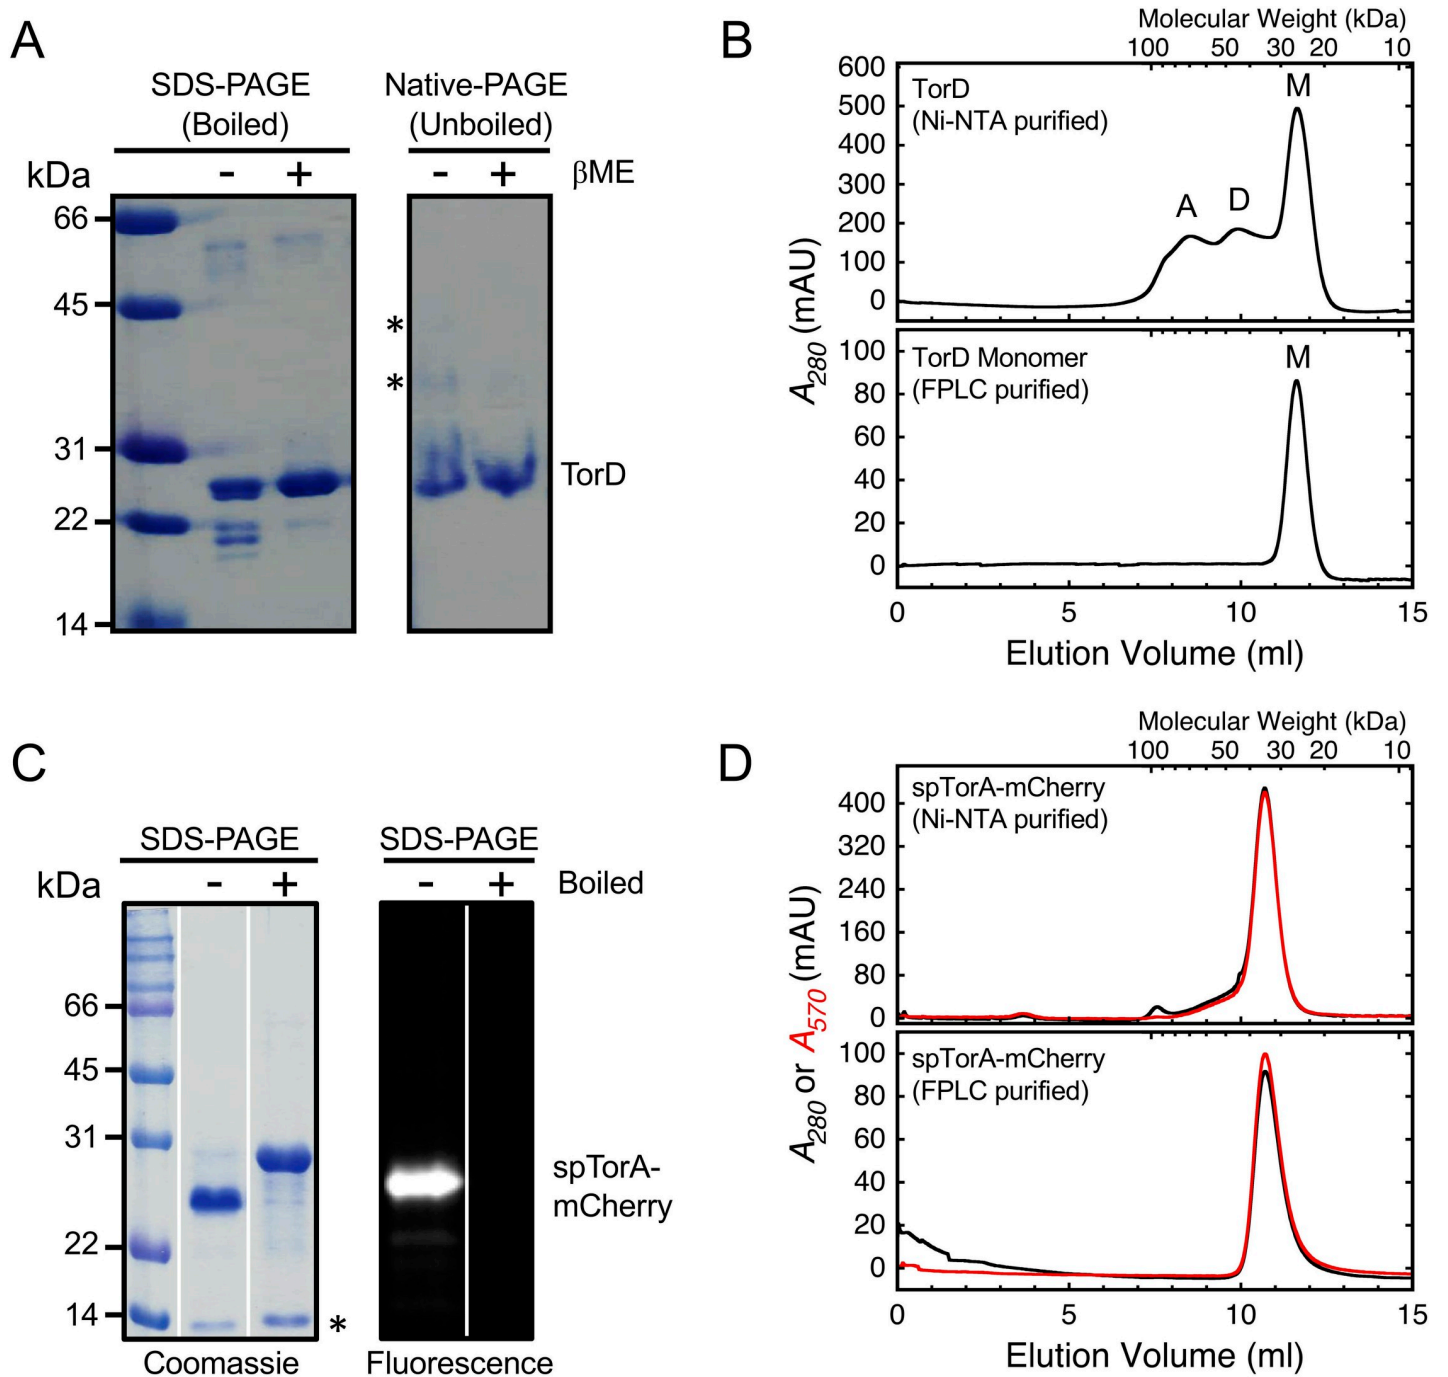 A
SDS-PAGE
(Boiled)
Native-PAGE
(Unboiled)
kDa
- +
- +
βME
66
45
31
22
14
*
*
TorD
B
Molecular Weight (kDa)
100 50 30 20 10
TorD
(Ni-NTA purified)
A
D
M
600
500
400
300
200
100
0
TorD Monomer
(FPLC purified)
M
100
80
60
40
20
0
A280 (mAU)
0 5 10 15
Elution Volume (ml)
C
SDS-PAGE
SDS-PAGE
kDa
- +
- +
Boiled
66
45
31
22
14
*
spTorA-
mCherry
Coomassie
Fluorescence
D
Molecular Weight (kDa)
100 50 30 20 10
spTorA-mCherry
(Ni-NTA purified)
400
320
240
160
80
0
spTorA-mCherry
(FPLC purified)
100
80
60
40
20
0
A280 or A570 (mAU)
0 5 10 15
Elution Volume (ml)